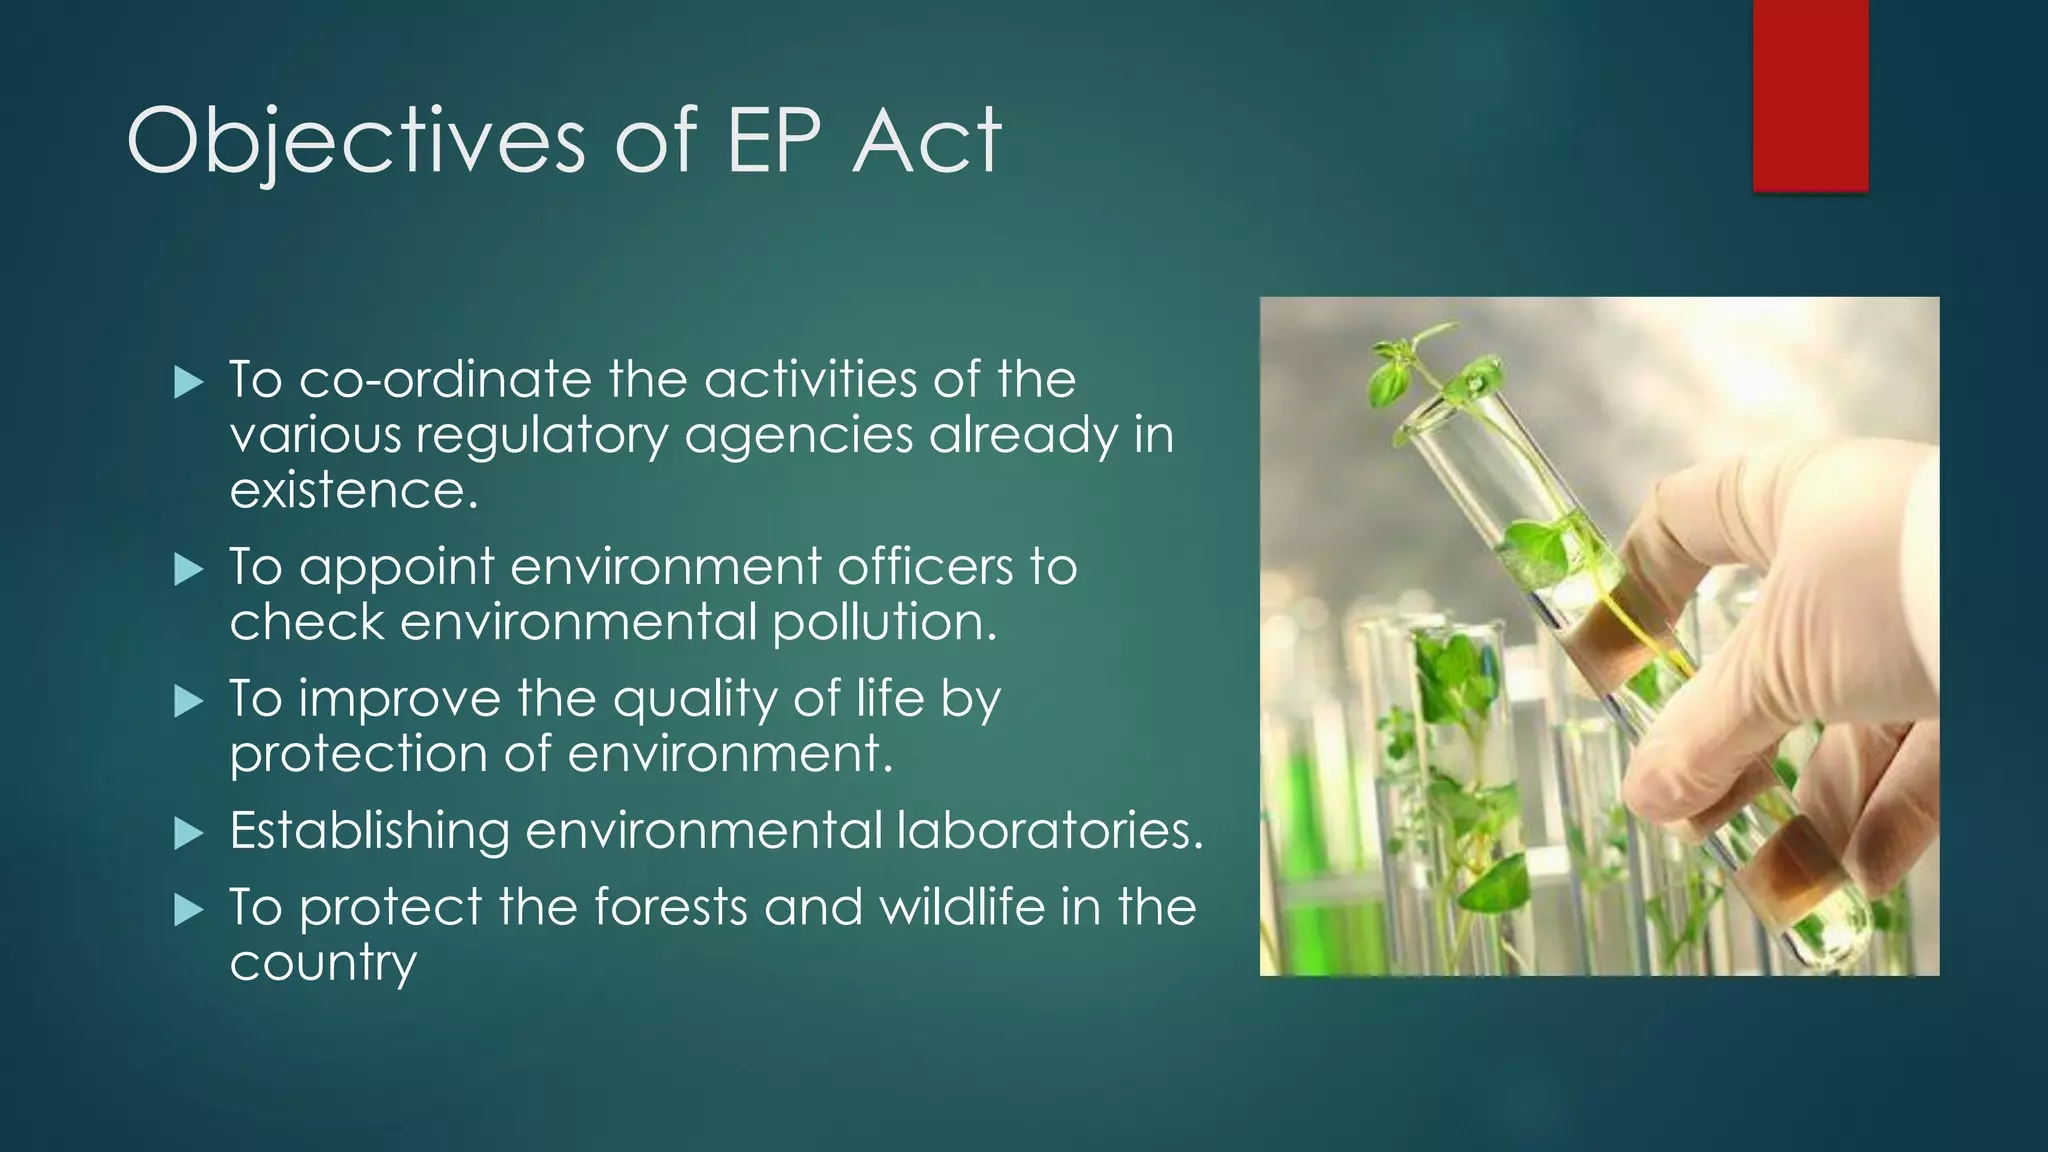 Objectives of EP Act
To co-ordinate the activities of the
various regulatory agencies already in
existence.
To appoint environment officers to
check environmental pollution.
To improve the quality of life by
protection of environment.
Establishing environmental laboratories.
To protect the forests and wildlife in the
country